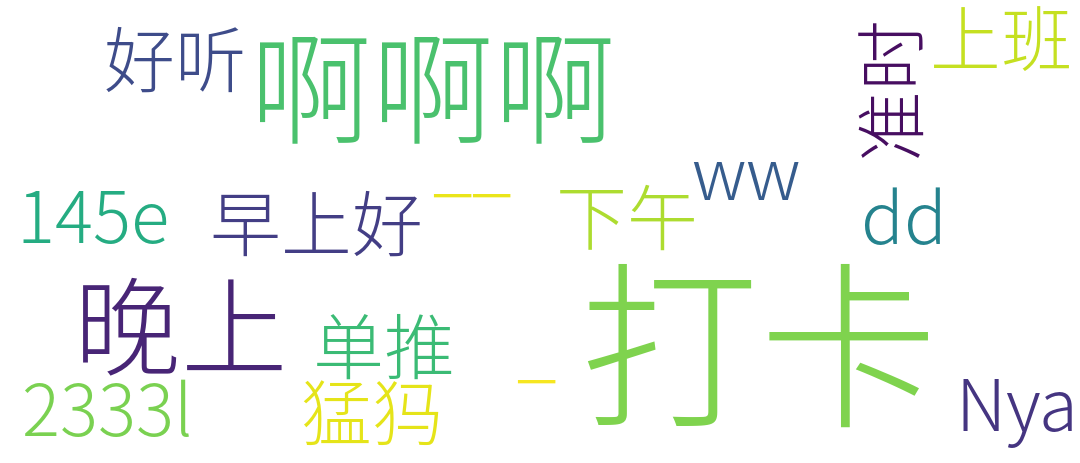 好听
啊啊啊
准时
上班
145e
早上好
一一
下午
ww
dd
晚上
单推
打卡
2333l
猛犸
一
Nya